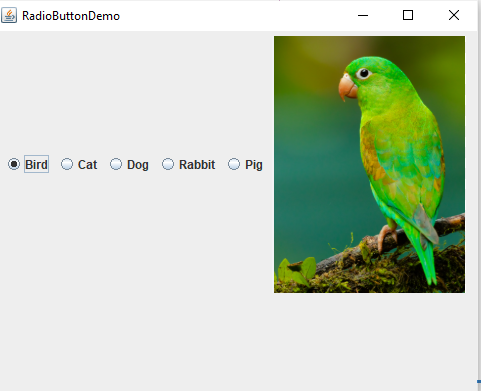 RadioButtonDemo
Bird Cat Dog Rabbit Pig